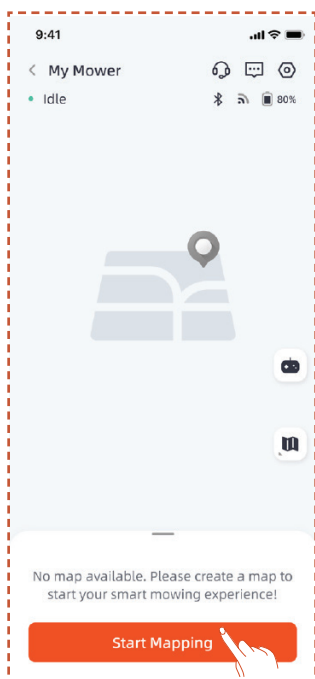 9:41
My Mower
Idle
80%
No map available. Please create a map to
start your smart mowing experience!
Start Mapping